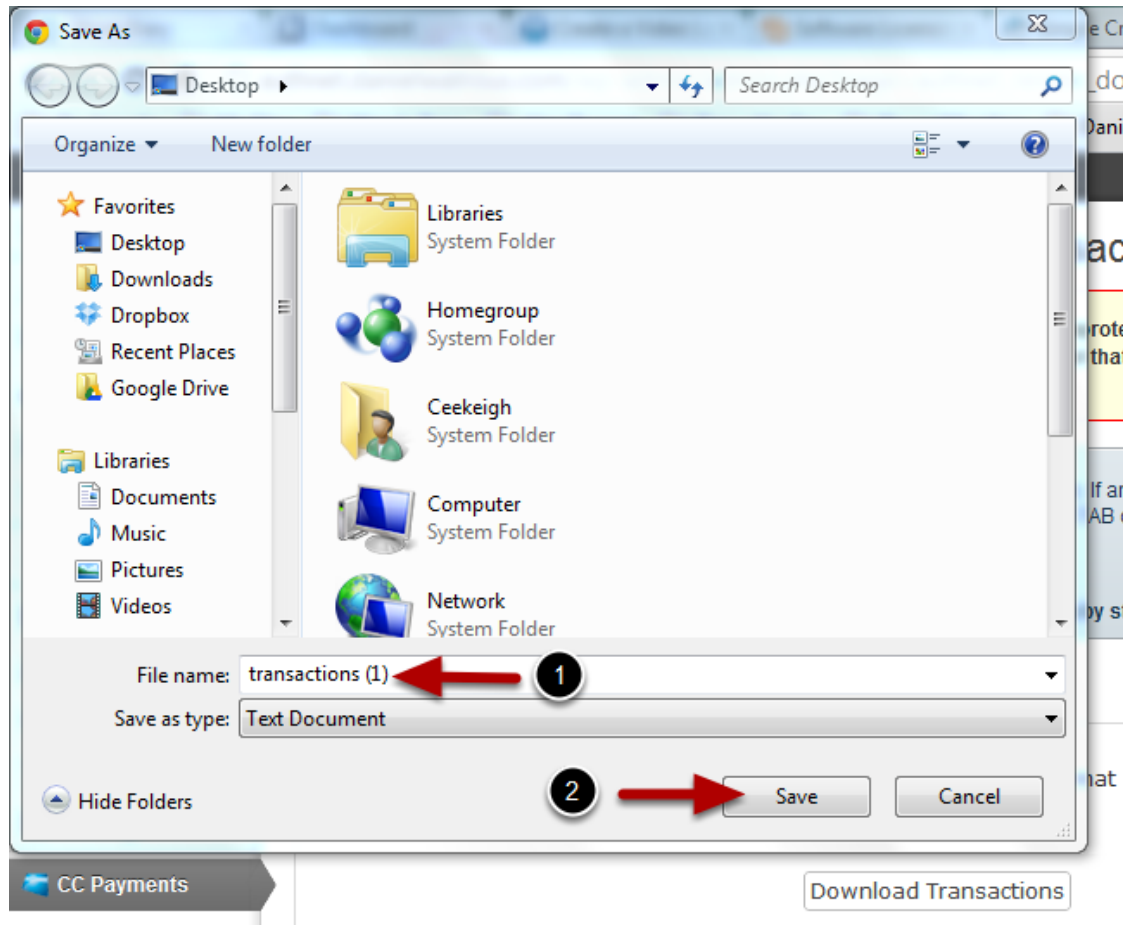 Save As
Desktop
Search Desktop
Organize
New folder
Favorites
Desktop
Downloads
Dropbox
Recent Places
Google Drive
Libraries
Documents
Music
Pictures
Videos
Libraries
System Folder
Homegroup
System Folder
Ceekeigh
System Folder
Computer
System Folder
Network
System Folder
File name: transactions (1)
1
Save as type: Text Document
Hide Folders
2
Save
Cancel
CC Payments
Download Transactions